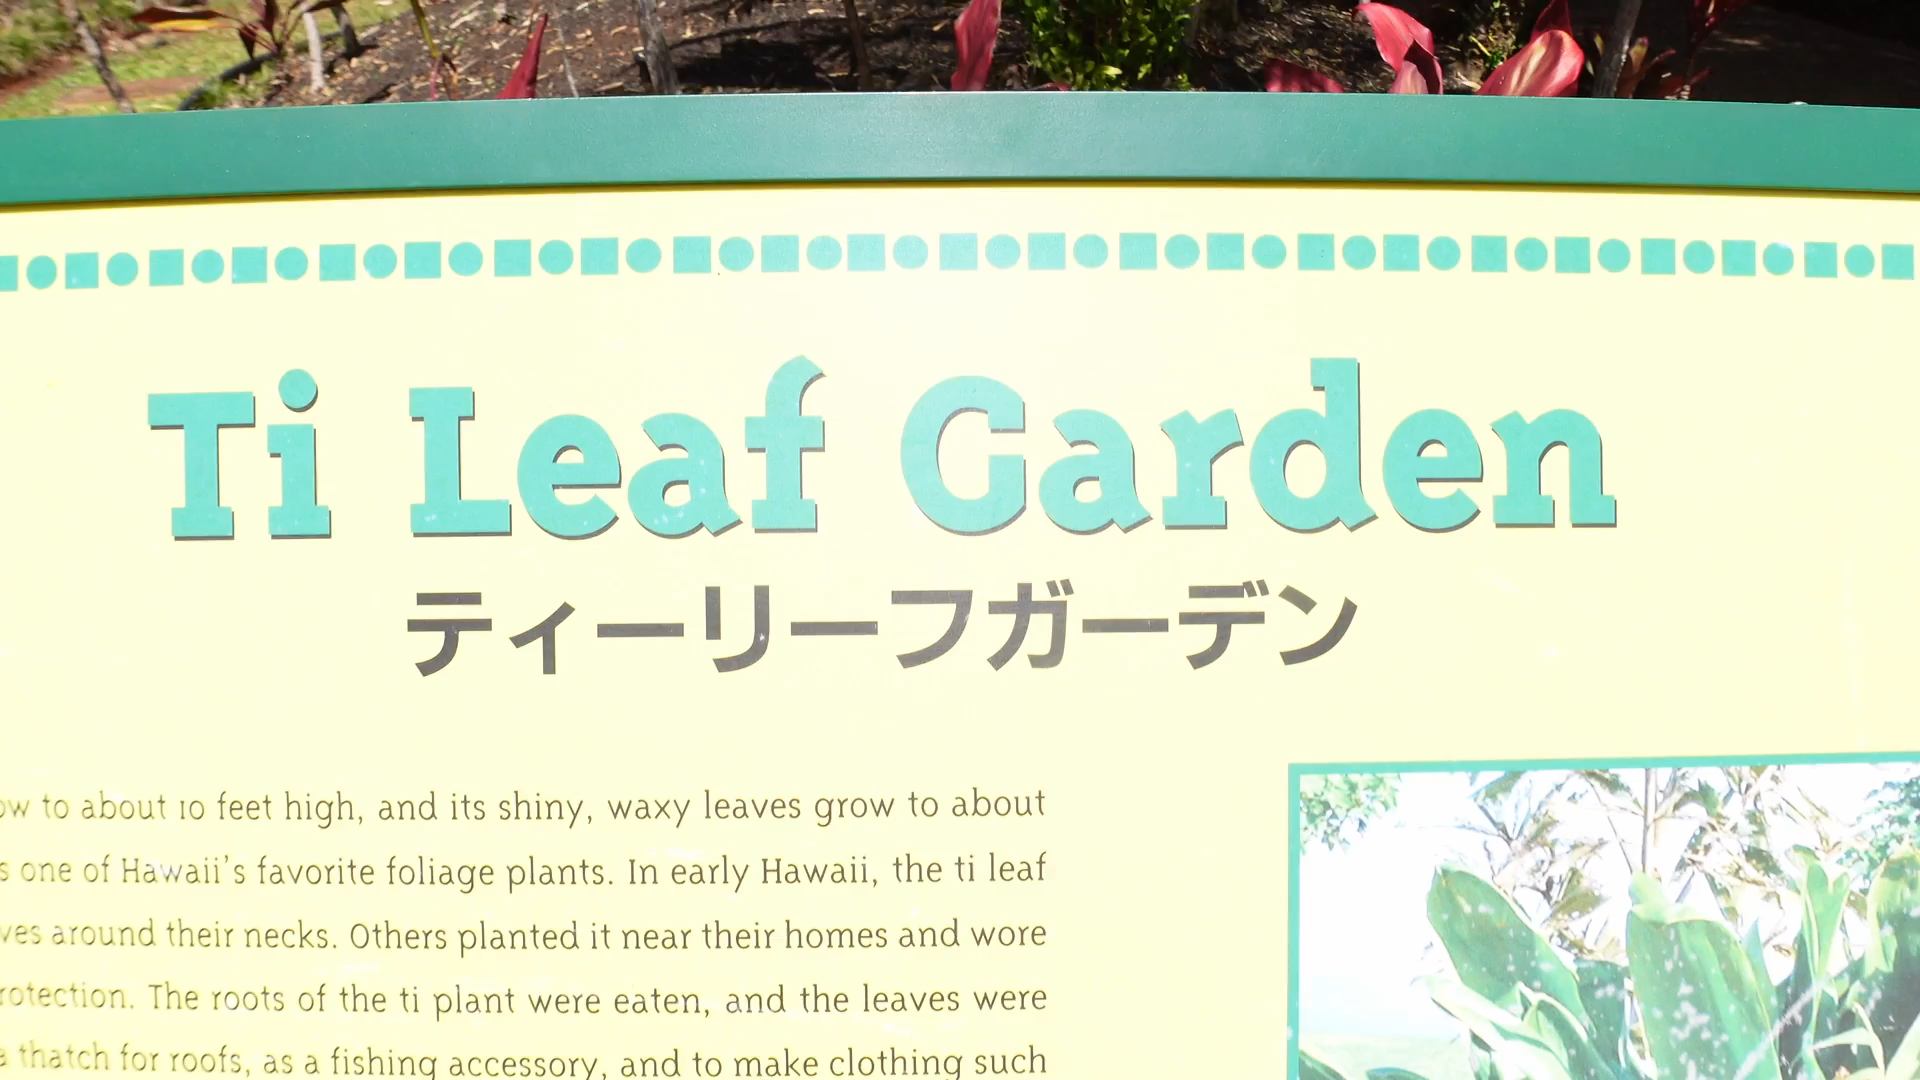 Ti Leaf Garden
ティーリーフガーデン
to about 10 feet high, and its shiny, waxy leaves grow to about
one of Hawaii's favorite foliage plants. In early Hawaii, the ti leaf
around their necks. Others planted it near their homes and wore
The roots of the ti plant were eaten, and the leaves were
thatch for roofs, as a fishing accessory, and to make clothing such